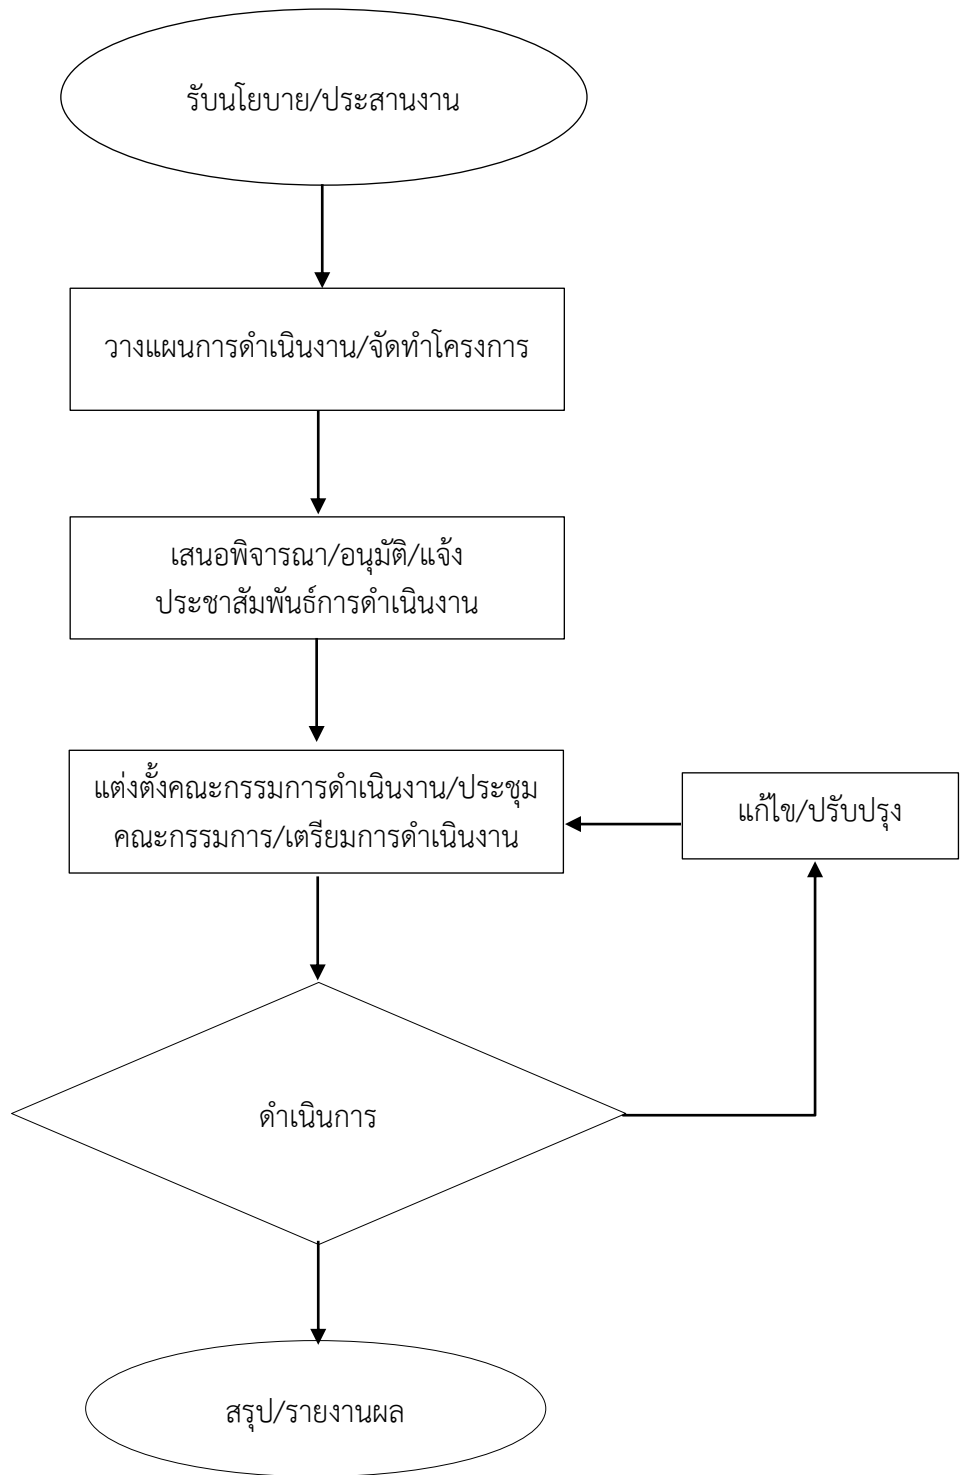 รับนโยบาย/ประสานงาน
วางแผนการดำเนินงาน/จัดทำโครงการ
เสนอพิจารณา/อนุมัติ/แจ้ง
ประชาสัมพันธ์การดำเนินงาน
แต่งตั้งคณะกรรมการดำเนินงาน/ประชุม
คณะกรรมการ/เตรียมการดำเนินงาน
แก้ไข/ปรับปรุง
ดำเนินการ
สรุป/รายงานผล